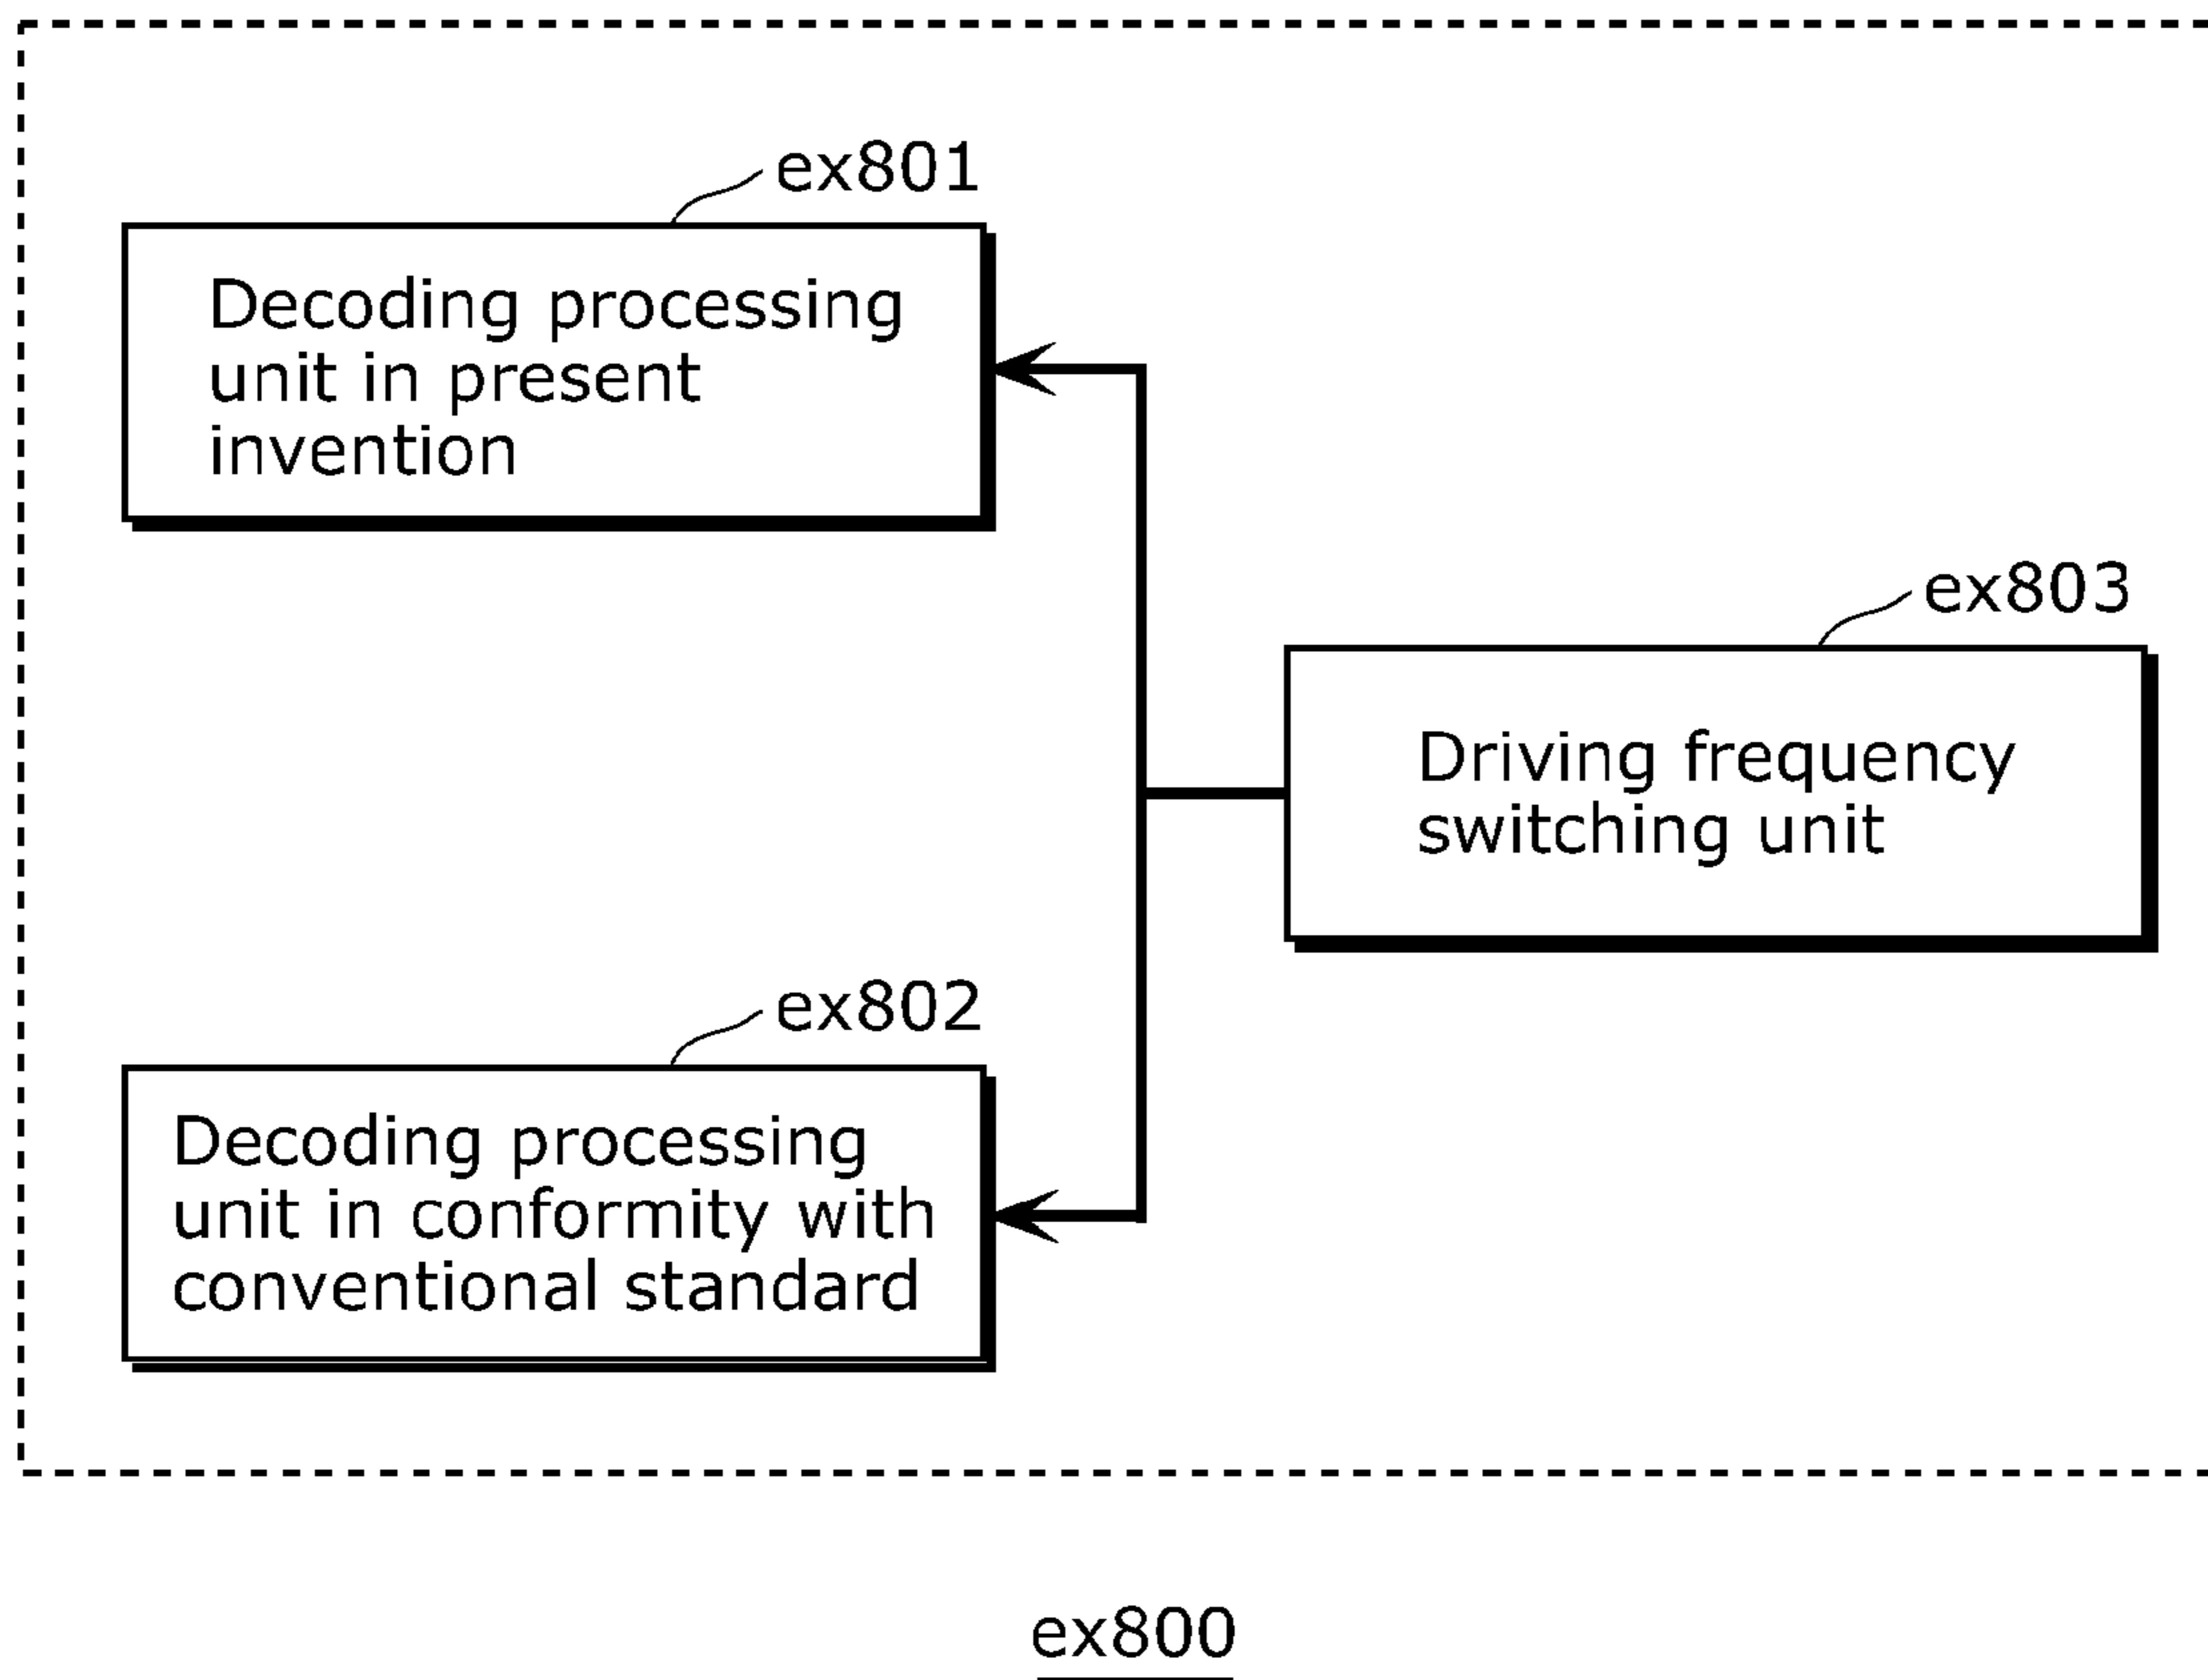 ex801
Decoding processing
unit in present
invention
ex803
Driving frequency
switching unit
ex802
Decoding processing
unit in conformity with
conventional standard
ex800